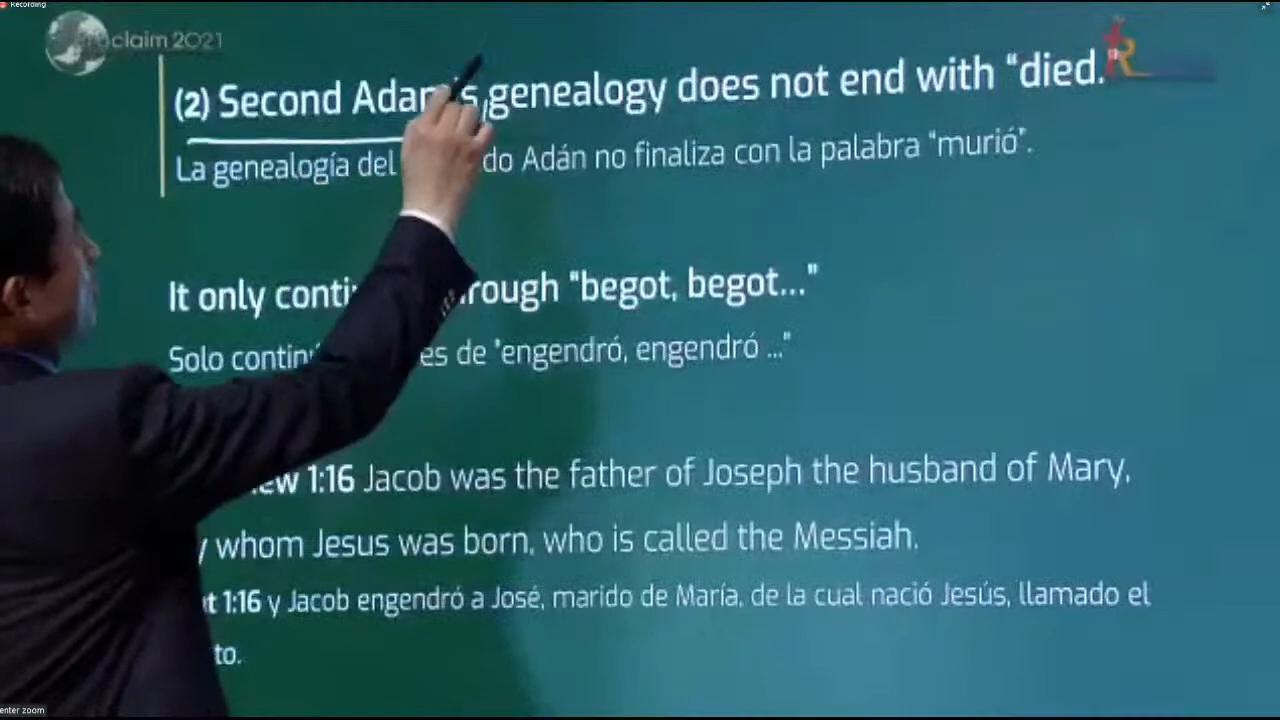 Recording
claim 2021
(2) Second Adam's genealogy does not end with “died.”
La genealogía del do Adán no finaliza con la palabra “murió”.
It only conti rough “begot, begot...”
Solo continú es de "engendró, engendró ..."
ew 1:16 Jacob was the father of Joseph the husband of Mary,
y whom Jesus was born, who is called the Messiah.
t 1:16 y Jacob engendró a José, marido de María, de la cual nació Jesús, llamado el
to.
enter zoom